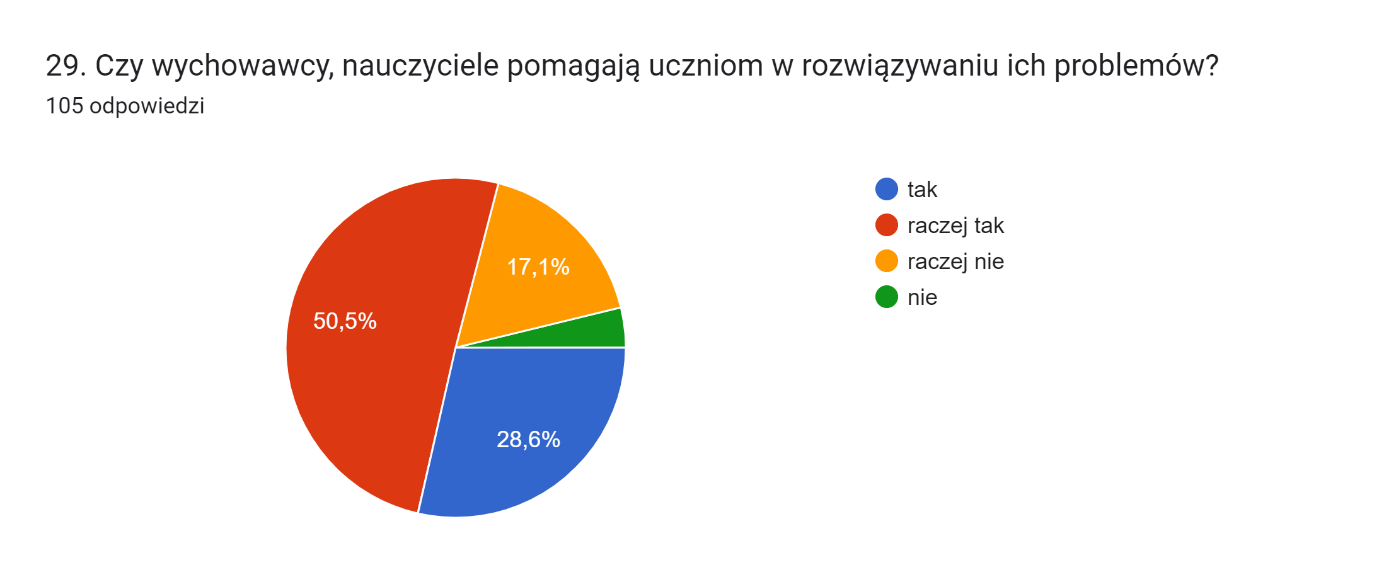 29. Czy wychowawcy, nauczyciele pomagają uczniom w rozwiązywaniu ich problemów?
105 odpowiedzi
tak
raczej tak
raczej nie
nie
17,1%
50,5%
28,6%